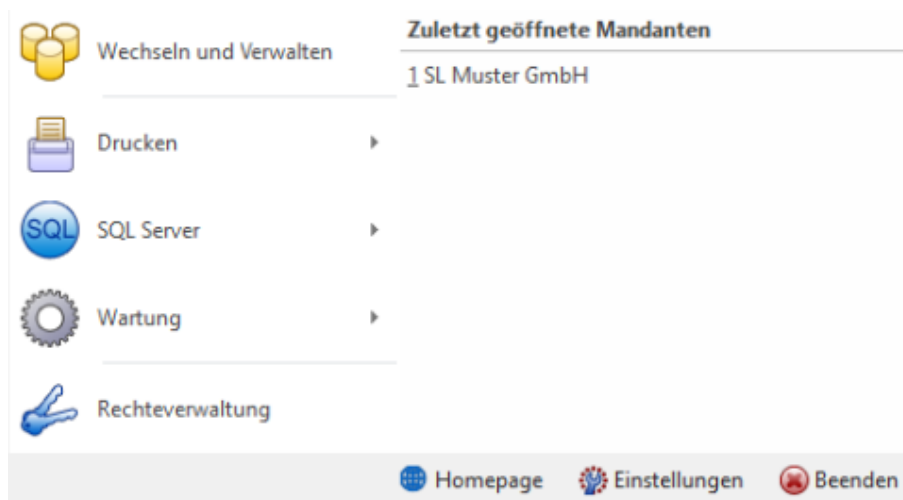 Wechseln und Verwalten
Drucken
SQL
SQL Server
Wartung
Rechteverwaltung
Zuletzt geöffnete Mandanten
1 SL Muster GmbH
Homepage
Einstellungen
Beenden